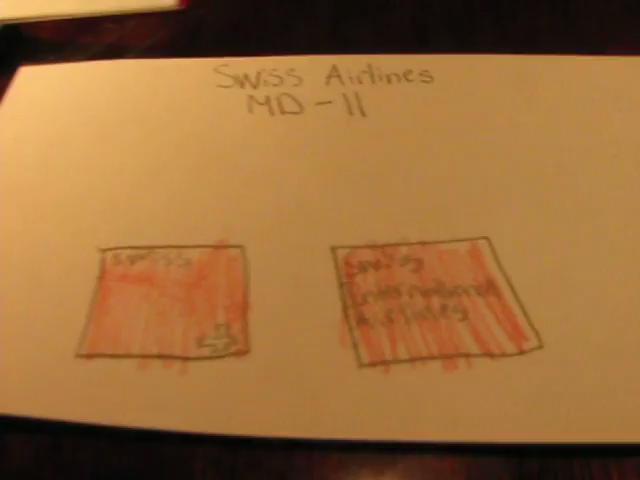 Swiss Airlines
MD-11
swiss
Swiss
International
Airlines